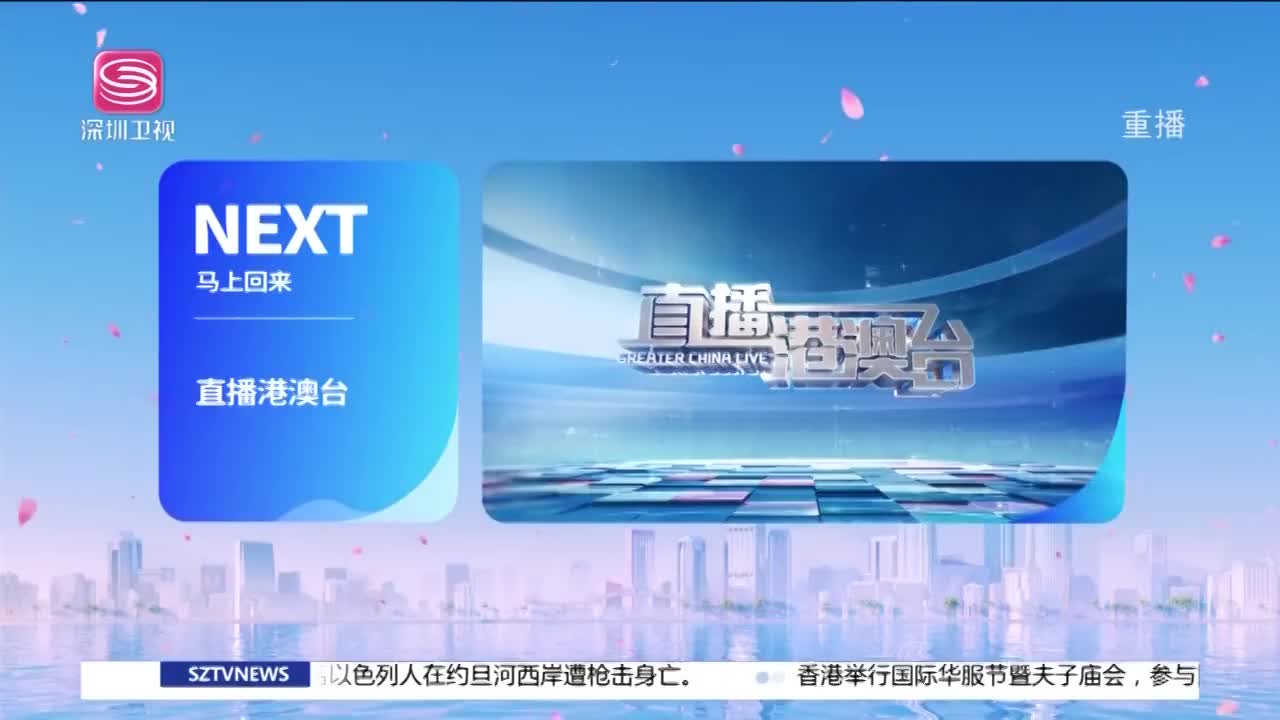 深圳卫视
重播
NEXT
马上回来
直播港澳台
直播港澳台
GREATER CHINA LIVE
SZTVNEWS
以色列人在约旦河西岸遭枪击身亡。
香港举行国际华服节暨夫子庙会，参与